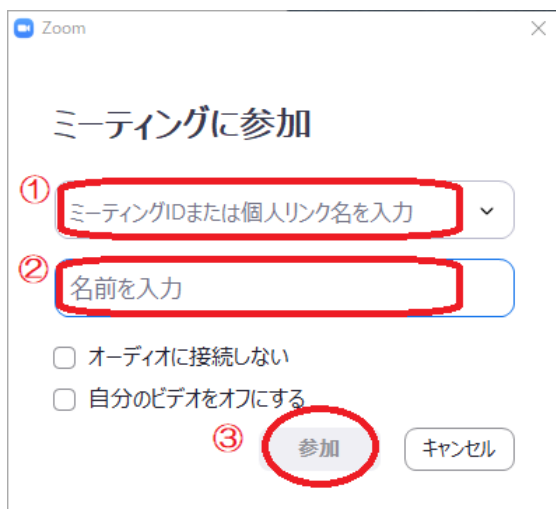 Zoom
ミーティングに参加
① ミーティングIDまたは個人リンク名を入力
② 名前を入力
オーディオに接続しない
自分のビデオをオフにする
③ 参加 キャンセル